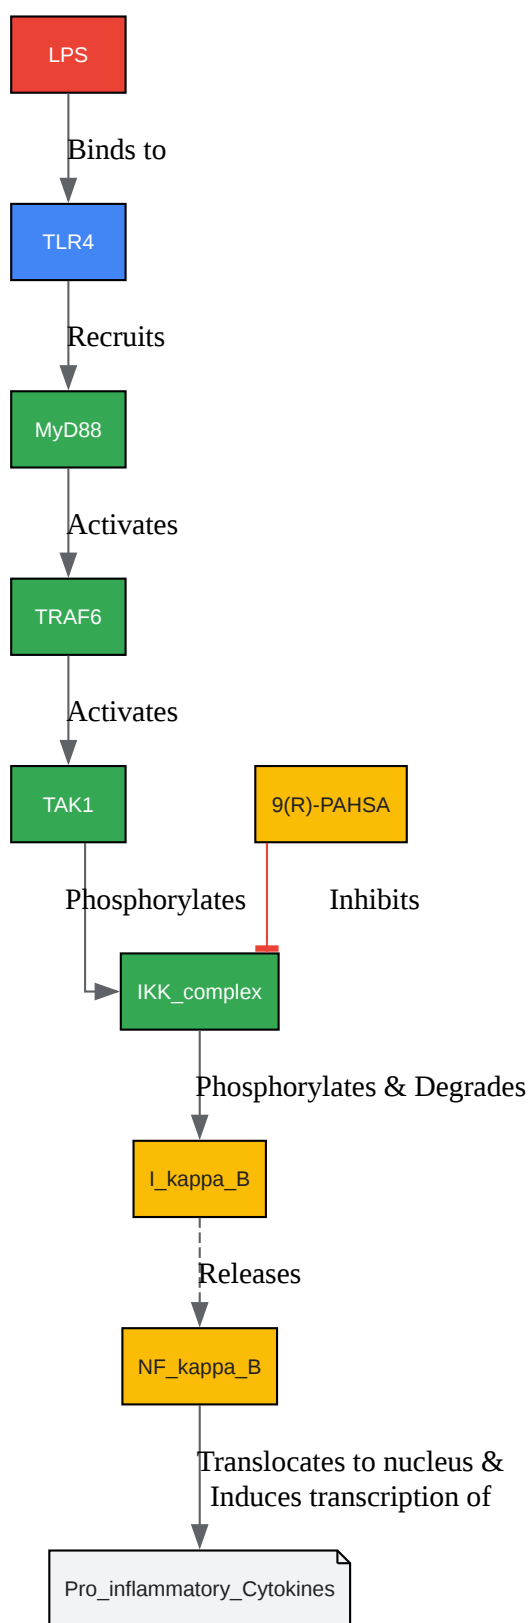 LPS
Binds to
TLR4
Recruits
MyD88
Activates
TRAF6
Activates
TAK1
9(R)-PAHSA
Phosphorylates
Inhibits
IKK_complex
Phosphorylates & Degrades
I_kappa_B
Releases
NF_kappa_B
Translocates to nucleus &
Induces transcription of
Pro_inflammatory_Cytokines